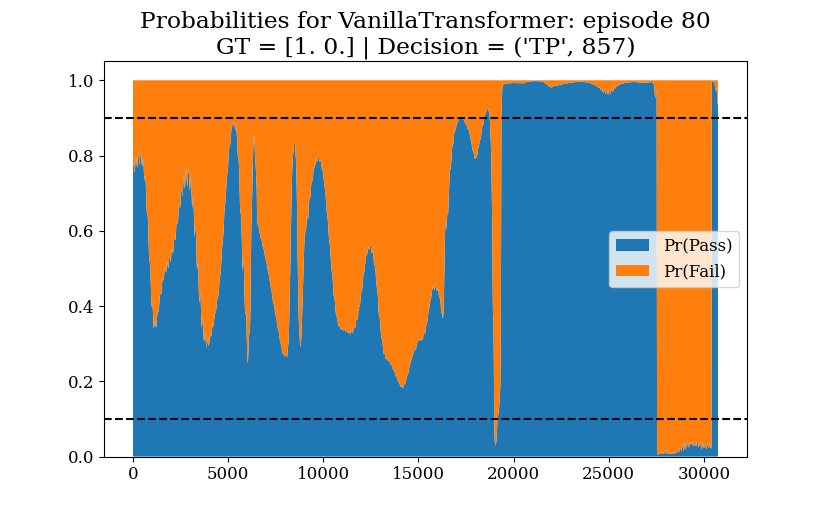 Probabilities for VanillaTransformer: episode 80
GT = [1. 0.] | Decision = ('TP', 857)
1.0
0.8
0.6
0.4
0.2
0.0
Pr(Pass)
Pr(Fail)
0 5000 10000 15000 20000 25000 30000